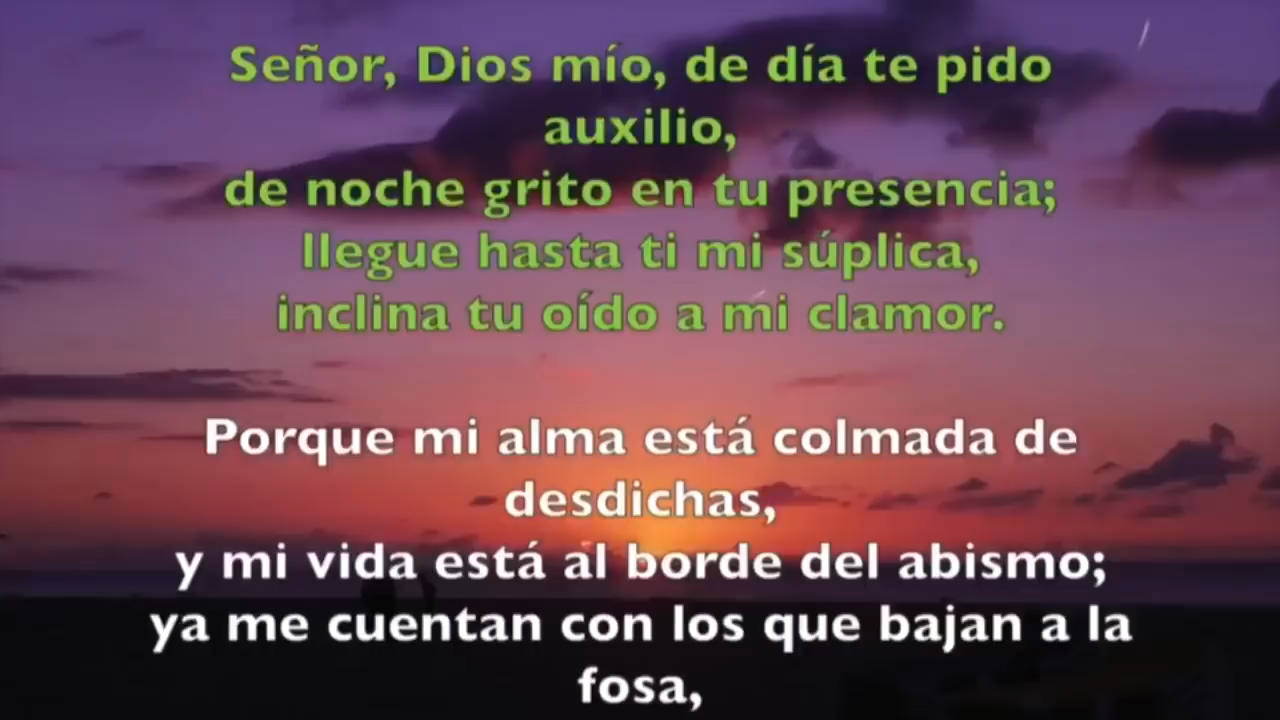 Señor, Dios mío, de día te pido
auxilio,
de noche grito en tu presencia;
llegue hasta ti mi súplica,
inclina tu oído a mi clamor.
Porque mi alma está colmada de
desdichas,
y mi vida está al borde del abismo;
ya me cuentan con los que bajan a la
fosa,